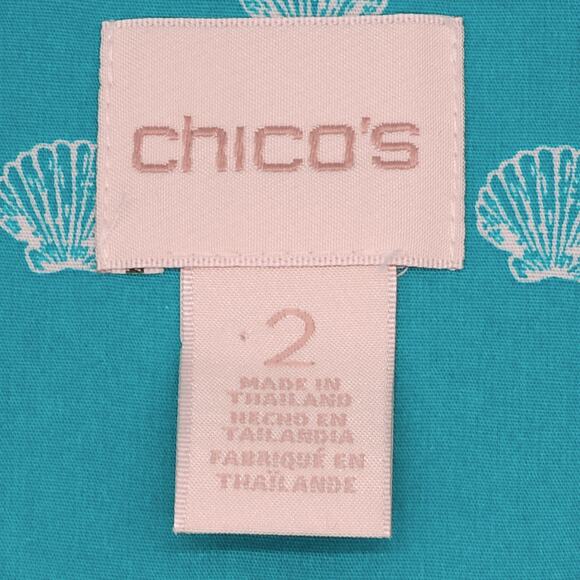 chico's
2
MADE IN
THAILAND
HECHO EN
TAILANDIA
FABRIQUÉ EN
THAÏLANDE